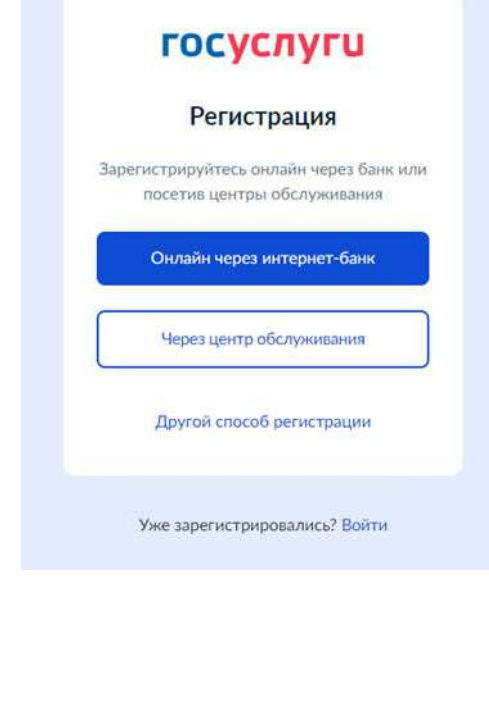 госуслуги
Регистрация
Зарегистрируйтесь онлайн через банк или
посетив центры обслуживания
Онлайн через интернет-банк
Через центр обслуживания
Другой способ регистрации
Уже зарегистрировались? Войти